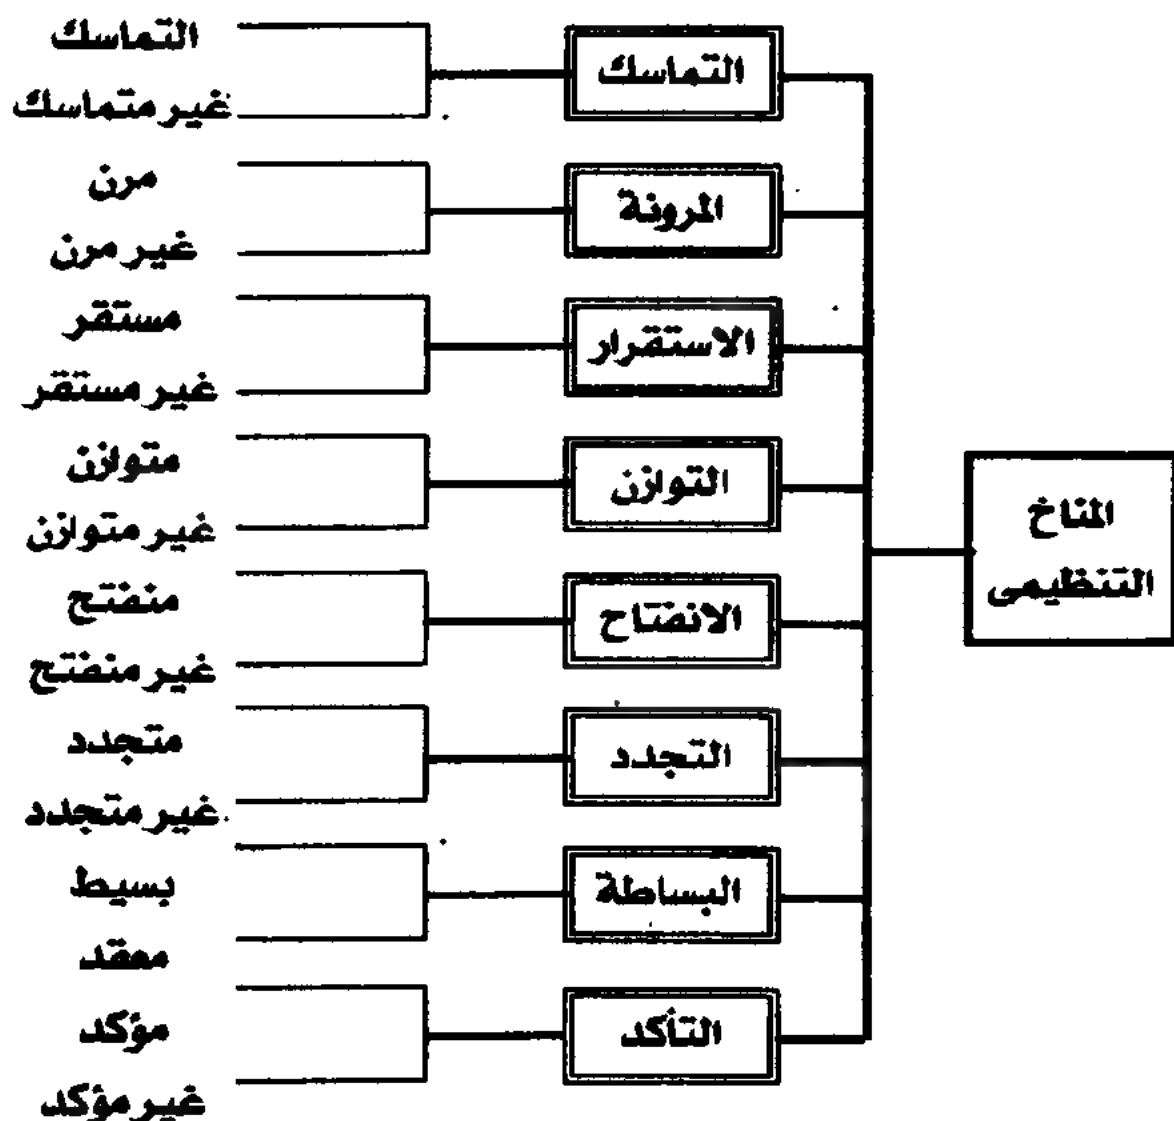 المناخ
التنظيمى
التماسك
التماسك
غير متماسك
المرونة
مرن
غير مرن
الاستقرار
مستقر
غير مستقر
التوازن
متوازن
غير متوازن
الانفتاح
منفتح
غير منفتح
التجدد
متجدد
غير متجدد
البساطة
بسيط
معقد
التأكد
مؤكد
غير مؤكد